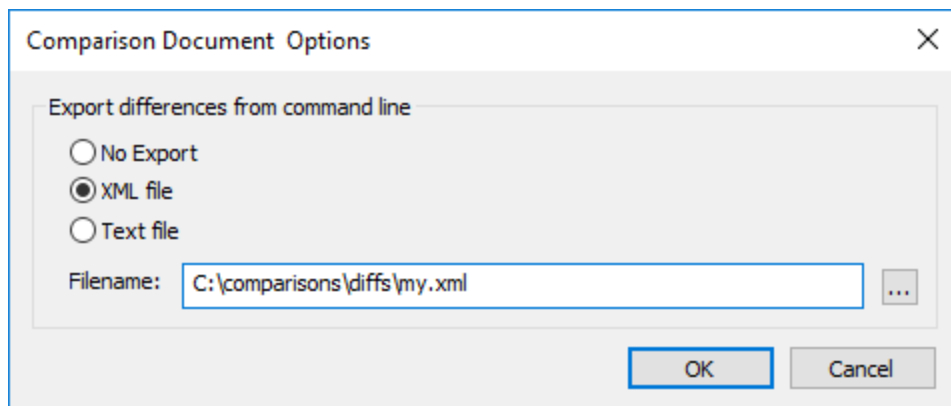 Comparison Document  Options
Export differences from command line
No Export
XML file
Text file
Filename: C:\comparisons\diffs\my.xml ...
OK Cancel